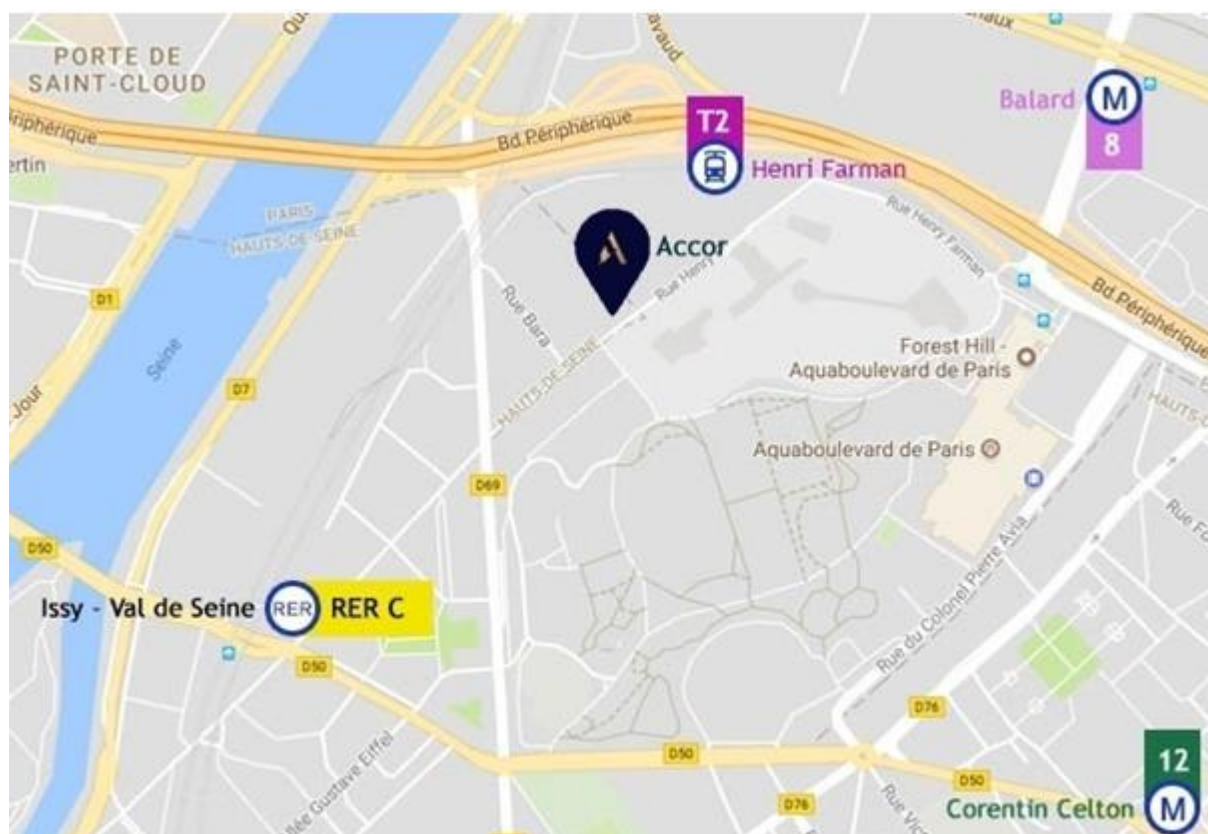 PORTE DE
SAINT-CLOUD
Bd Périphérique
T2
Henri Farman
Balard
M
8
PARIS
HAUTS-DE-SEINE
Accor
Rue Henry
Rue Henry Farman
Bd Périphérique
D1
Seine
Rue Bara
HAUTS-DE-SEINE
Forest Hill -
Aquaboulevard de Paris
D7
Jour
Aquaboulevard de Paris
D69
D50
Issy - Val de Seine
RER
RER C
D50
Rue du Colonel Pierre Avia
D76
D50
D50
D76
12
Corentin Celton
M